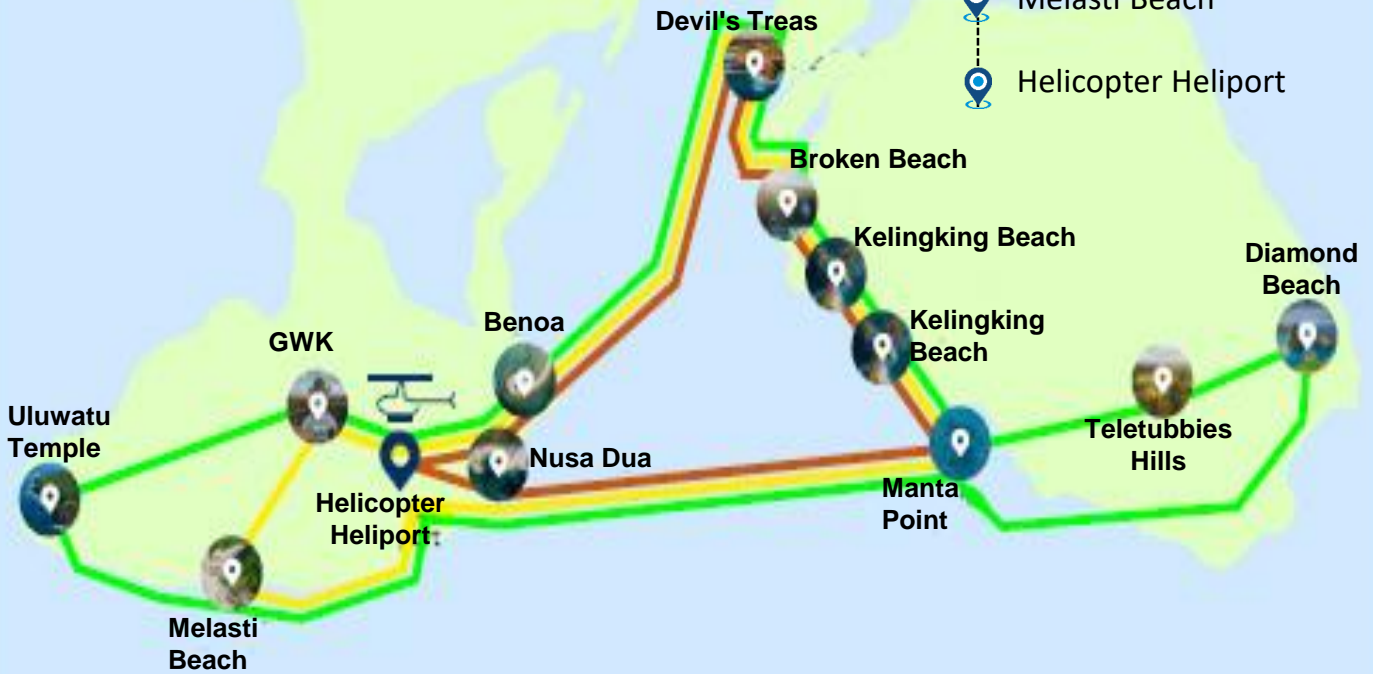 Melasti Beach
Devil's Treas
Helicopter Heliport
Broken Beach
Kelingking Beach
Diamond
Beach
Kelingking
Beach
Benoa
GWK
Uluwatu
Temple
Teletubbies
Hills
Nusa Dua
Manta
Point
Helicopter
Heliport
Melasti
Beach